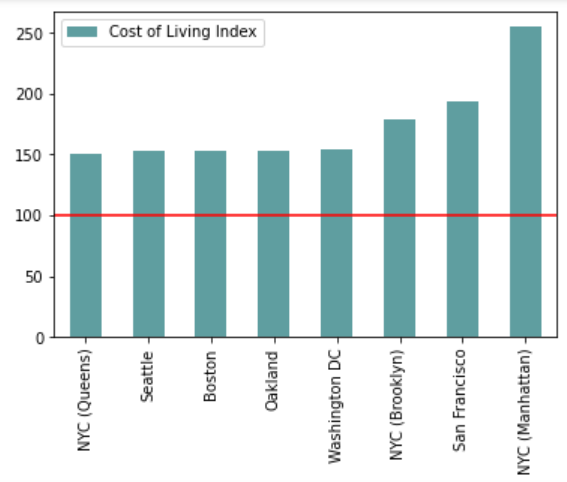 Cost of Living Index
250
200
150
100
50
0
NYC (Queens)
Seattle
Boston
Oakland
Washington DC
NYC (Brooklyn)
San Francisco
NYC (Manhattan)